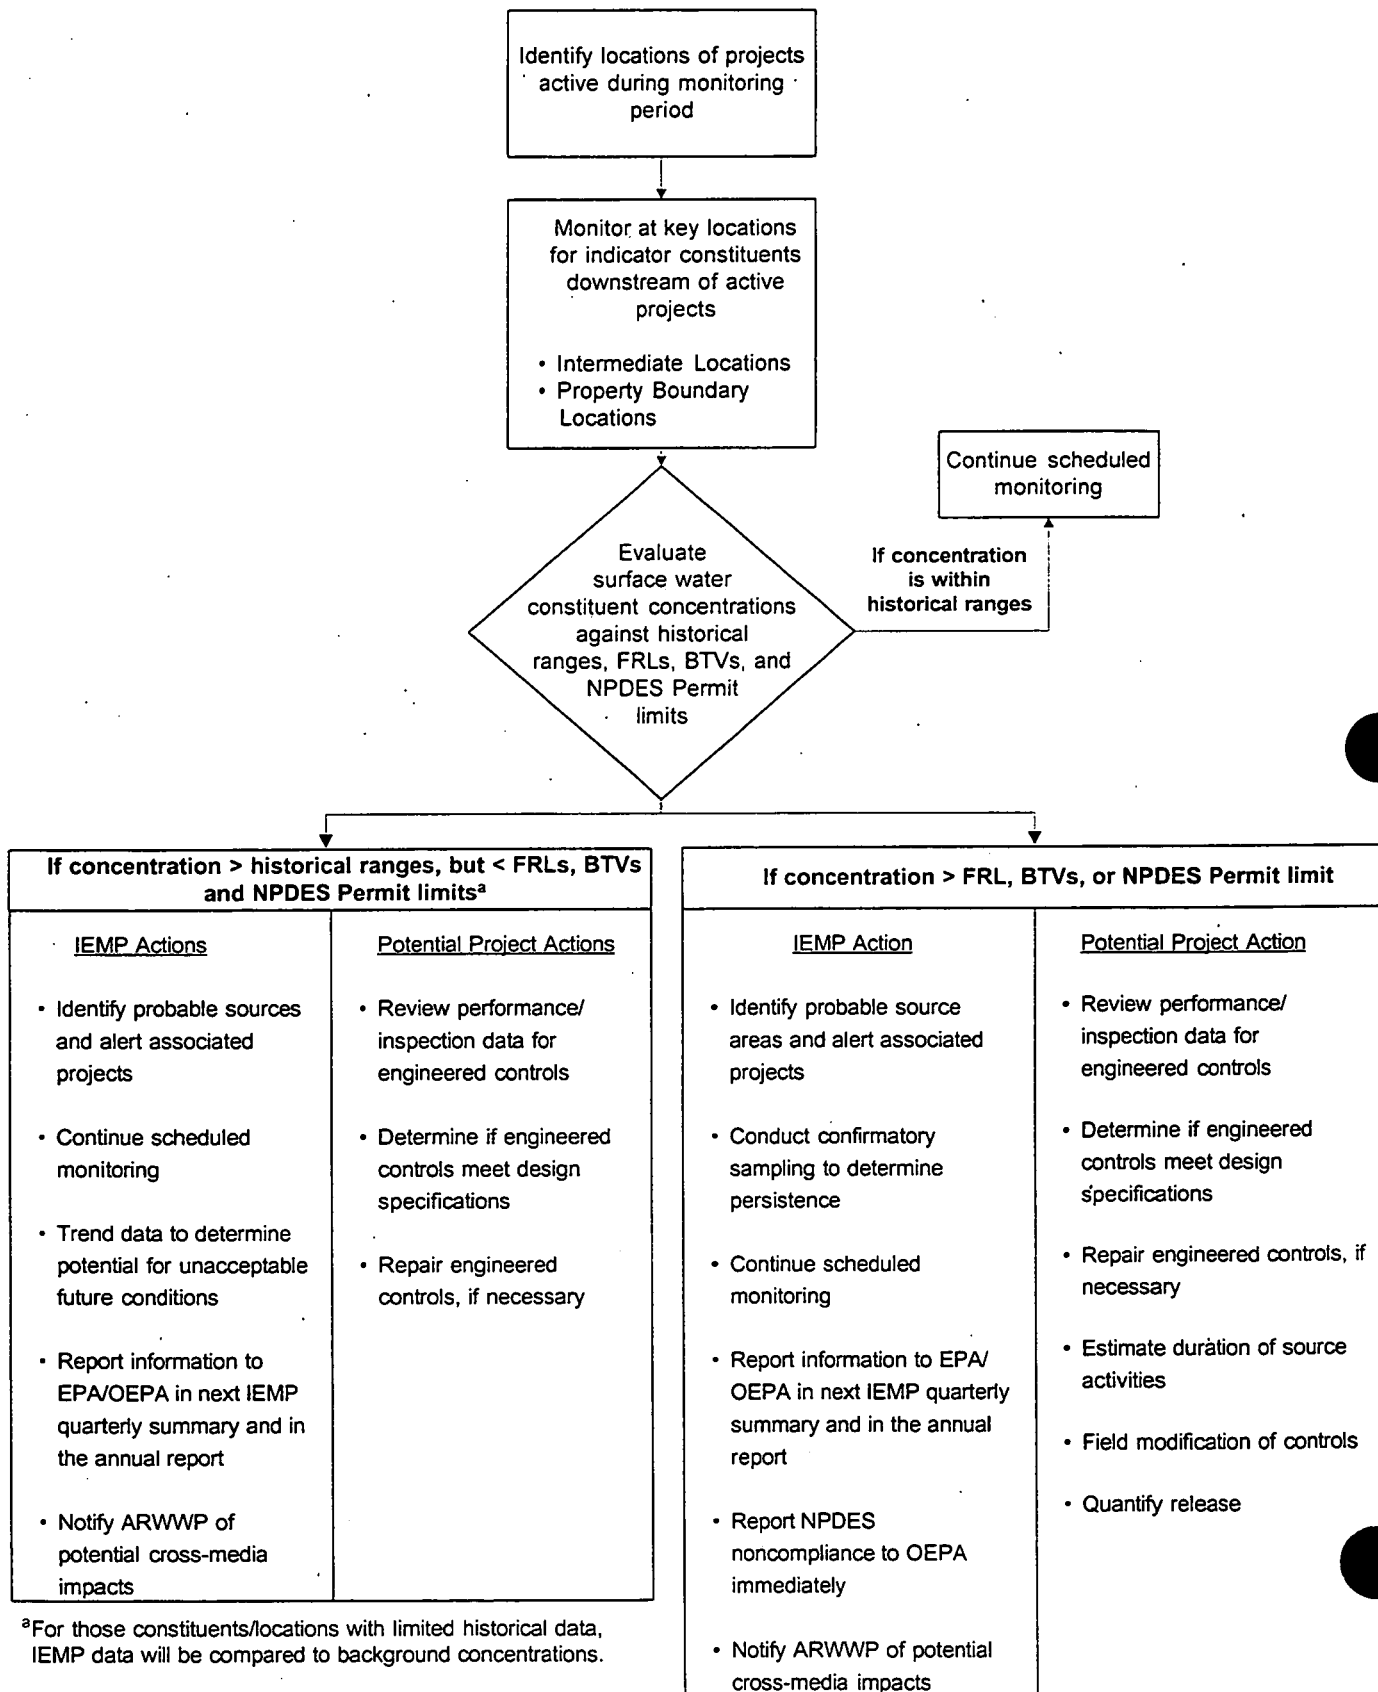 Identify locations of projects
active during monitoring
period
Monitor at key locations
for indicator constituents
downstream of active
projects
• Intermediate Locations
• Property Boundary
Locations
Continue scheduled
monitoring
If concentration
is within
historical ranges
Evaluate
surface water
constituent concentrations
against historical
ranges, FRLs, BTVs, and
NPDES Permit
limits
If concentration > historical ranges, but < FRLs, BTVs
and NPDES Permit limitsᵃ
IEMP Actions
• Identify probable sources
and alert associated
projects
• Continue scheduled
monitoring
• Trend data to determine
potential for unacceptable
future conditions
• Report information to
EPA/OEPA in next IEMP
quarterly summary and in
the annual report
• Notify ARWWP of
potential cross-media
impacts
Potential Project Actions
• Review performance/
inspection data for
engineered controls
• Determine if engineered
controls meet design
specifications
• Repair engineered
controls, if necessary
If concentration > FRL, BTVs, or NPDES Permit limit
IEMP Action
• Identify probable source
areas and alert associated
projects
• Conduct confirmatory
sampling to determine
persistence
• Continue scheduled
monitoring
• Report information to EPA/
OEPA in next IEMP quarterly
summary and in the annual
report
• Report NPDES
noncompliance to OEPA
immediately
• Notify ARWWP of potential
cross-media impacts
Potential Project Action
• Review performance/
inspection data for
engineered controls
• Determine if engineered
controls meet design
specifications
• Repair engineered controls, if
necessary
• Estimate duration of source
activities
• Field modification of controls
• Quantify release
ᵃFor those constituents/locations with limited historical data,
IEMP data will be compared to background concentrations.